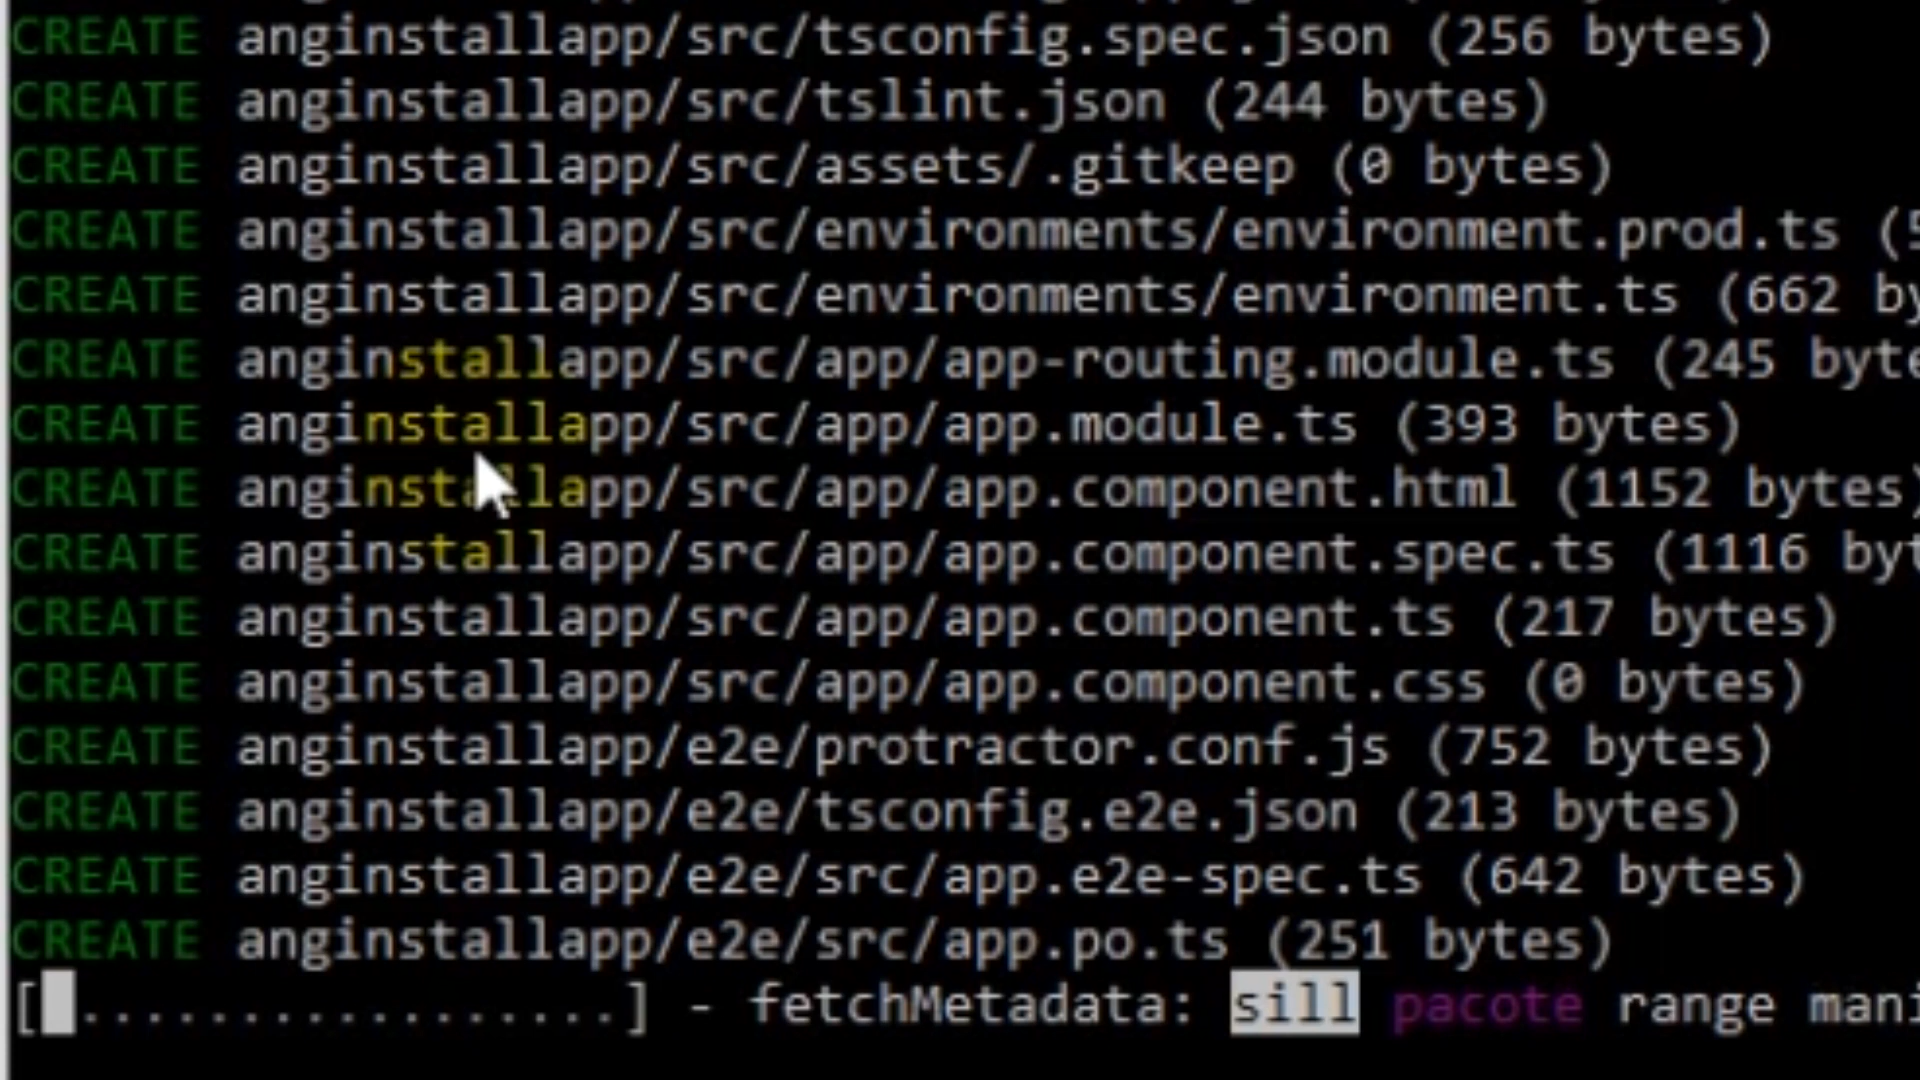 CREATE anginstallapp/src/tsconfig.spec.json (256 bytes)
CREATE anginstallapp/src/tslint.json (244 bytes)
CREATE anginstallapp/src/assets/.gitkeep (0 bytes)
CREATE anginstallapp/src/environments/environment.prod.ts (
CREATE anginstallapp/src/environments/environment.ts (662 by
CREATE anginstallapp/src/app/app-routing.module.ts (245 byte
CREATE anginstallapp/src/app/app.module.ts (393 bytes)
CREATE anginstallapp/src/app/app.component.html (1152 bytes)
CREATE anginstallapp/src/app/app.component.spec.ts (1116 byt
CREATE anginstallapp/src/app/app.component.ts (217 bytes)
CREATE anginstallapp/src/app/app.component.css (0 bytes)
CREATE anginstallapp/e2e/protractor.conf.js (752 bytes)
CREATE anginstallapp/e2e/tsconfig.e2e.json (213 bytes)
CREATE anginstallapp/e2e/src/app.e2e-spec.ts (642 bytes)
CREATE anginstallapp/e2e/src/app.po.ts (251 bytes)
[█.................] - fetchMetadata: sill pacote range mani